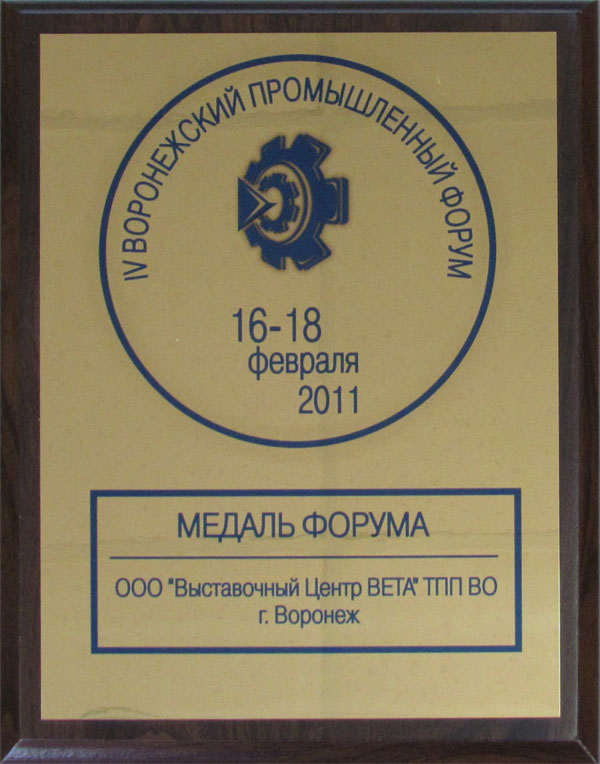 IV ВОРОНЕЖСКИЙ ПРОМЫШЛЕННЫЙ ФОРУМ
16-18
февраля
2011
МЕДАЛЬ ФОРУМА
ООО "Выставочный Центр ВЕТА" ТПП ВО
г. Воронеж